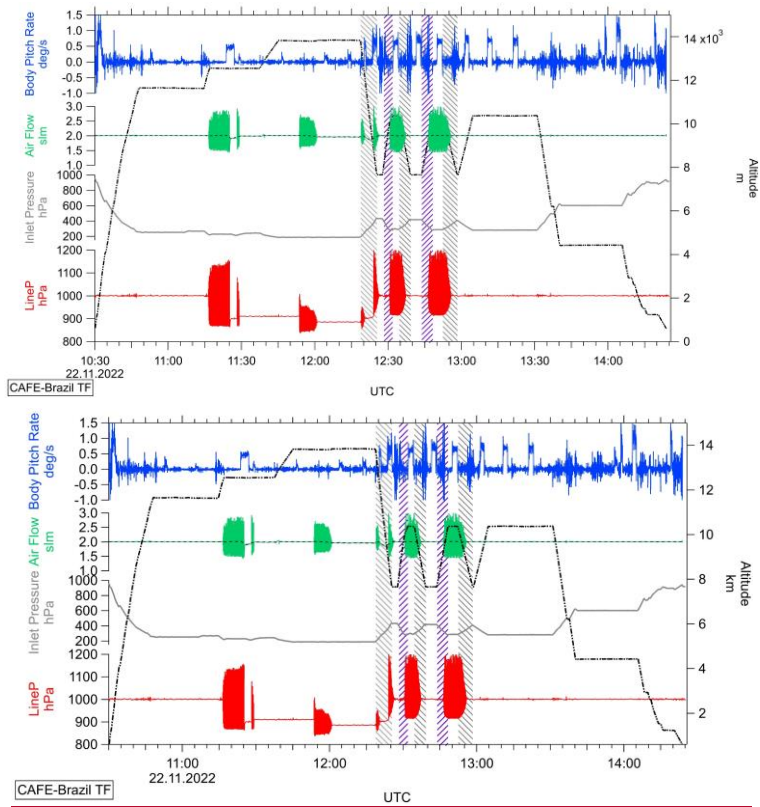 1.5
1.0
0.5
0.0
-0.5
-1.0
Body Pitch Rate
deg/s
3.0
2.5
2.0
1.5
1.0
Air Flow
slm
1000
800
600
400
200
Inlet Pressure
hPa
1200
1100
1000
900
800
LineP
hPa
14 x10³
12
10
8
6
4
2
0
Altitude
m
10:30
11:00
11:30
12:00
12:30
13:00
13:30
14:00
22.11.2022
UTC
CAFE-Brazil TF
1.5
1.0
0.5
0.0
-0.5
-1.0
Body Pitch Rate
deg/s
3.0
2.5
2.0
1.5
1.0
Air Flow
slm
1000
800
600
400
200
Inlet Pressure
hPa
1200
1100
1000
900
800
LineP
hPa
14
12
10
8
6
4
2
Altitude
km
11:00
12:00
13:00
14:00
22.11.2022
UTC
CAFE-Brazil TF